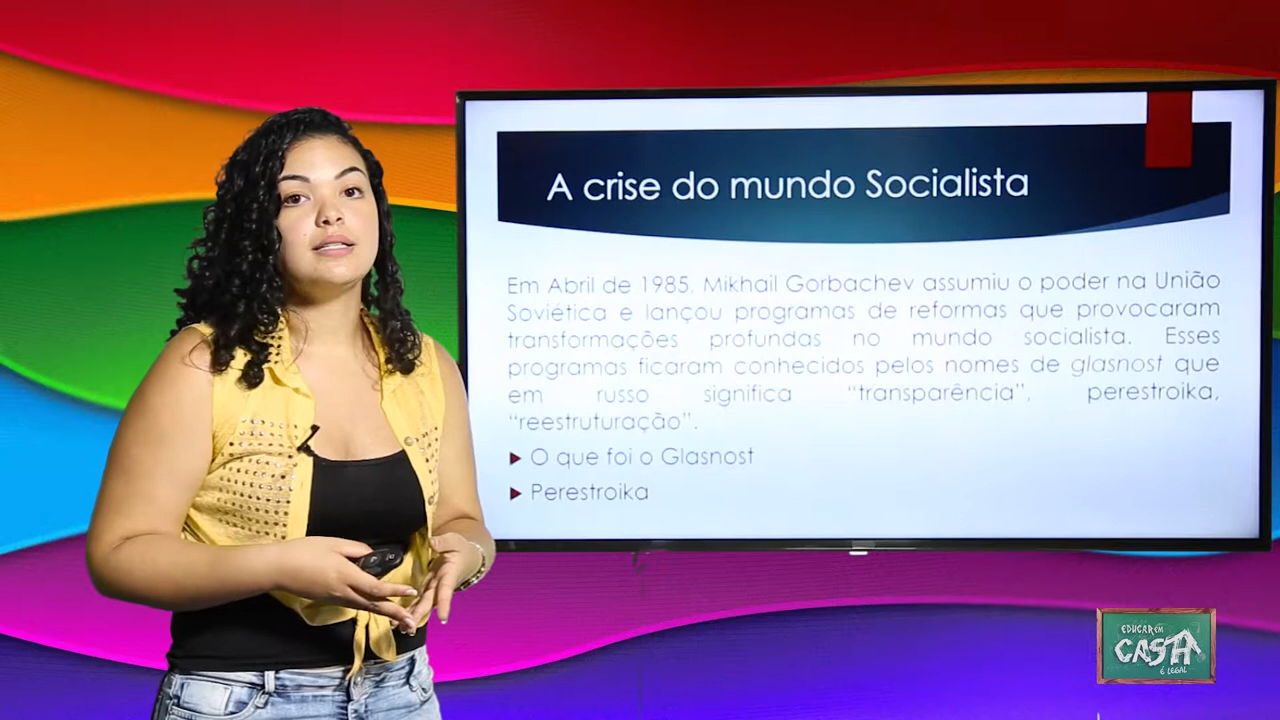 A crise do mundo Socialista
Em Abril de 1985, Mikhail Gorbachev assumiu o poder na União
Soviética e lançou programas de reformas que provocaram
transformações profundas no mundo socialista. Esses
programas ficaram conhecidos pelos nomes de glasnost que
em russo significa “transparência”, perestroika,
“reestruturação”.
O que foi o Glasnost
Perestroika
EDUCAR EM
CASA
É LEGAL